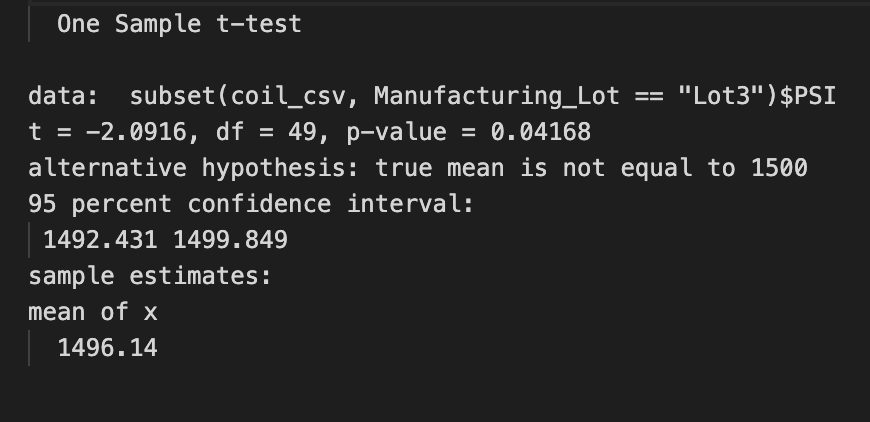 One Sample t-test
data:  subset(coil_csv, Manufacturing_Lot == "Lot3")$PSI
t = -2.0916, df = 49, p-value = 0.04168
alternative hypothesis: true mean is not equal to 1500
95 percent confidence interval:
1492.431 1499.849
sample estimates:
mean of x
1496.14